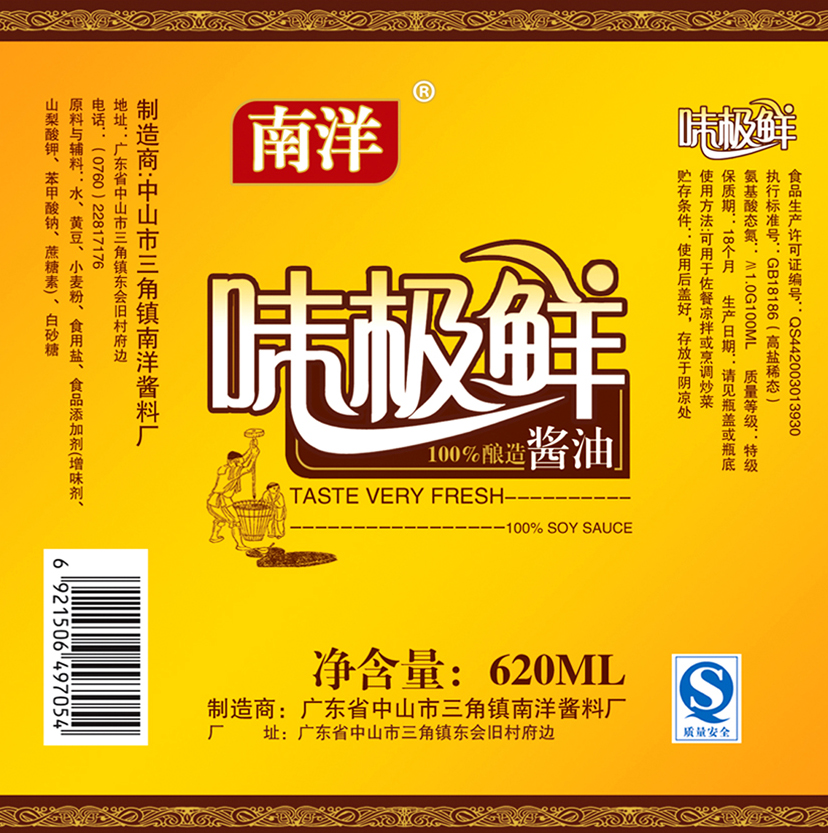 制造商:中山市三角镇南洋酱料厂
地址：广东省中山市三角镇东会旧村府边
电话：(0760)22817176
原料与辅料：水、黄豆、小麦粉、食用盐、食品添加剂(增味剂、
山梨酸钾、苯甲酸钠、蔗糖素)、白砂糖
6 921506 497054
南洋
®
味极鲜
100%酿造酱油
TASTE VERY FRESH
100% SOY SAUCE
净含量：620ML
制造商：广东省中山市三角镇南洋酱料厂
厂 址：广东省中山市三角镇东会旧村府边
味极鲜
食品生产许可证编号：QS442003013930
执行标准号：GB18186(高盐稀态)
氨基酸态氮：≥1.0G100ML 质量等级：特级
保质期：18个月 生产日期：请见瓶盖或瓶底
使用方法:可用于佐餐凉拌或烹调炒菜
贮存条件：使用后盖好，存放于阴凉处
质量安全